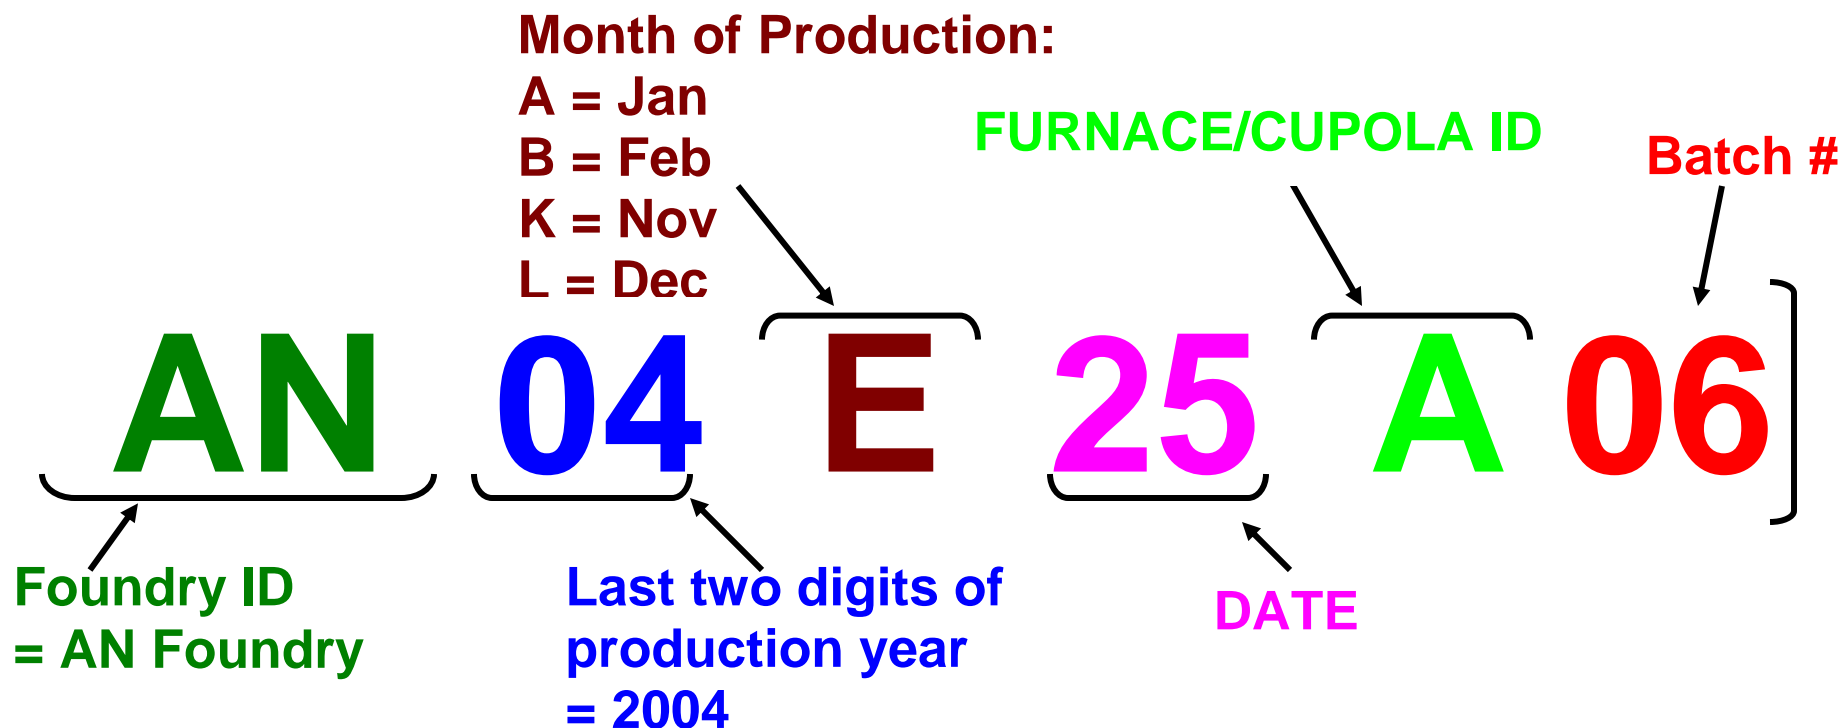 Month of Production:
A = Jan
B = Feb
K = Nov
L = Dec
FURNACE/CUPOLA ID
Batch #
AN 04 E 25 A 06
Foundry ID
= AN Foundry
Last two digits of
production year
= 2004
DATE